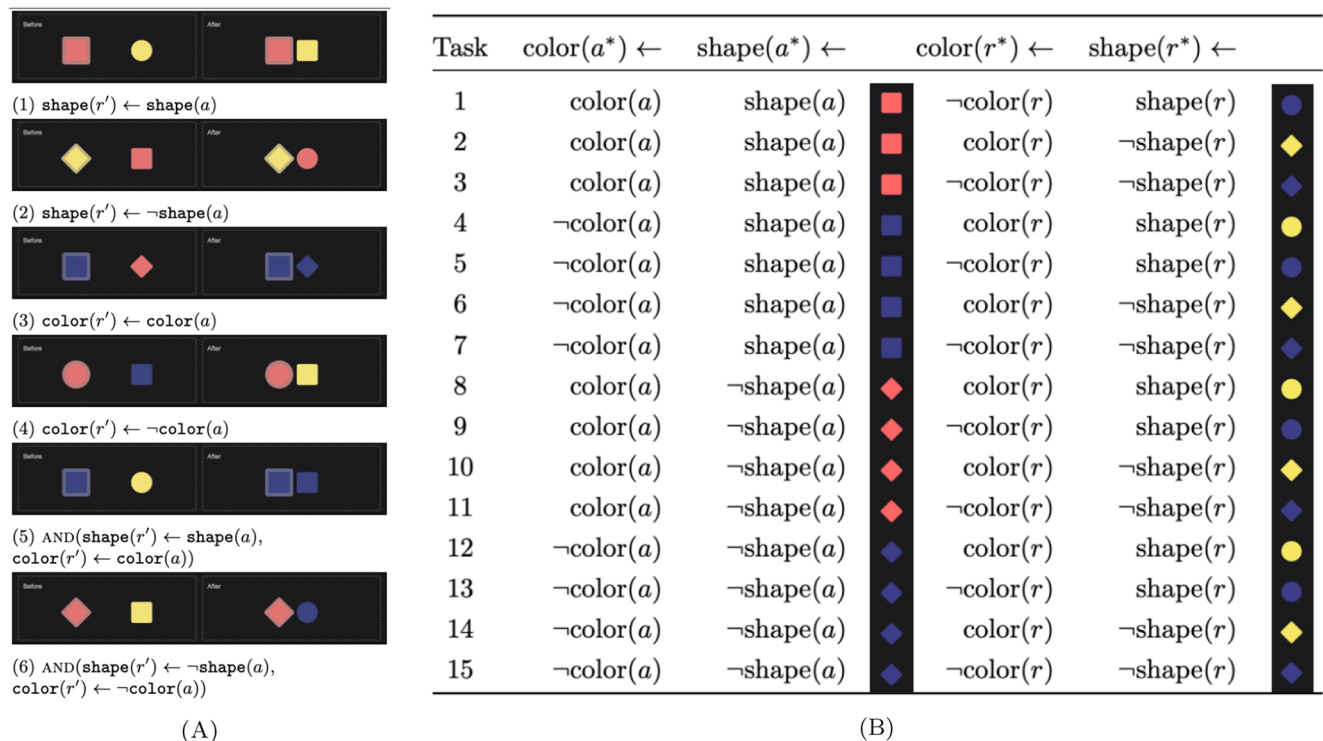 Before After
(1) shape(r′) ← shape(a)
Before After
(2) shape(r′) ← ¬shape(a)
Before After
(3) color(r′) ← color(a)
Before After
(4) color(r′) ← ¬color(a)
Before After
(5) AND(shape(r′) ← shape(a),
color(r′) ← color(a))
Before After
(6) AND(shape(r′) ← ¬shape(a),
color(r′) ← ¬color(a))
(A)
Task color(a*) ← shape(a*) ← color(r*) ← shape(r*) ←
1 color(a) shape(a) ¬color(r) shape(r)
2 color(a) shape(a) color(r) ¬shape(r)
3 color(a) shape(a) ¬color(r) ¬shape(r)
4 ¬color(a) shape(a) color(r) shape(r)
5 ¬color(a) shape(a) ¬color(r) shape(r)
6 ¬color(a) shape(a) color(r) ¬shape(r)
7 ¬color(a) shape(a) ¬color(r) ¬shape(r)
8 color(a) ¬shape(a) color(r) shape(r)
9 color(a) ¬shape(a) ¬color(r) shape(r)
10 color(a) ¬shape(a) color(r) ¬shape(r)
11 color(a) ¬shape(a) ¬color(r) ¬shape(r)
12 ¬color(a) ¬shape(a) color(r) shape(r)
13 ¬color(a) ¬shape(a) ¬color(r) shape(r)
14 ¬color(a) ¬shape(a) color(r) ¬shape(r)
15 ¬color(a) ¬shape(a) ¬color(r) ¬shape(r)
(B)